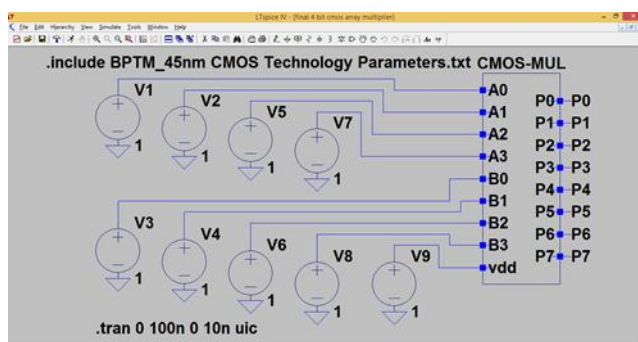 LTspice IV - [final 4 bit cmos array multiplier]
File Edit Hierarchy View Simulate Tools Window Help
.include BPTM_45nm CMOS Technology Parameters.txt CMOS-MUL
V1
V2
V5
V7
A0
A1
A2
A3
B0
B1
B2
B3
vdd
P0 P0
P1 P1
P2 P2
P3 P3
P4 P4
P5 P5
P6 P6
P7 P7
1
1
1
1
V3
V4
V6
V8
V9
1
1
1
1
1
.tran 0 100n 0 10n uic